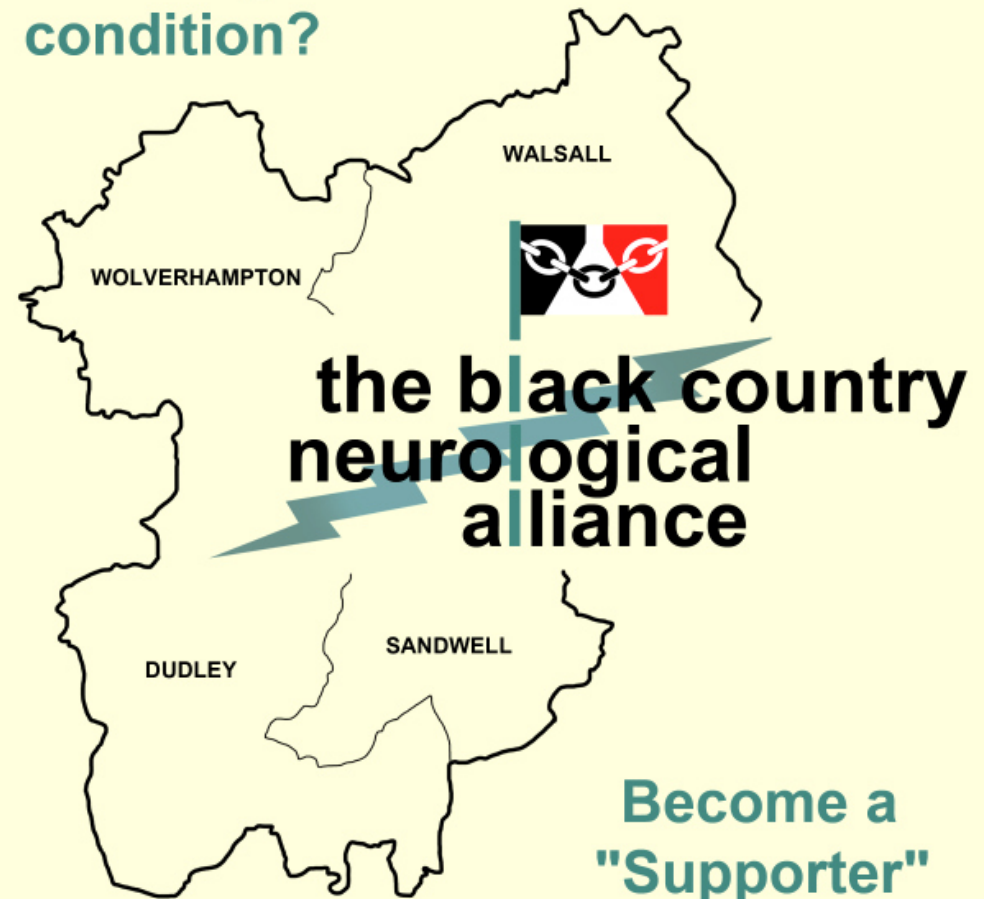 condition?
WALSALL
WOLVERHAMPTON
the black country
neurological
alliance
SANDWELL
DUDLEY
Become a
"Supporter"